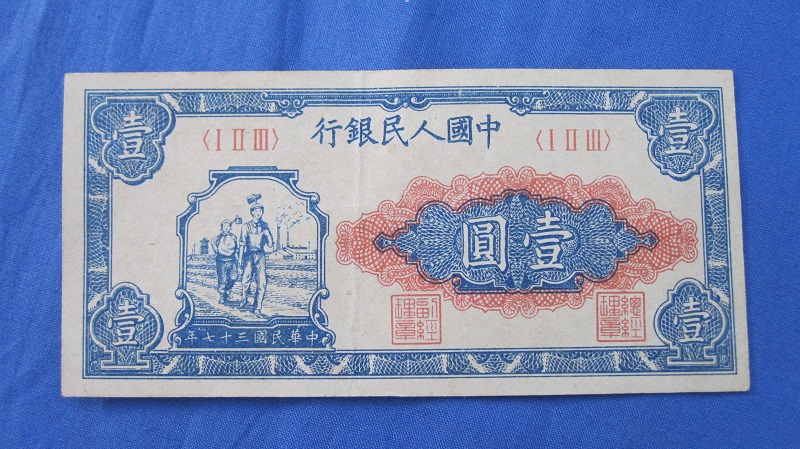 中國人民銀行
〈I II III〉 〈I II III〉
壹 壹
壹圓
中華民國三十七年
總經理章 副經理章
壹 壹